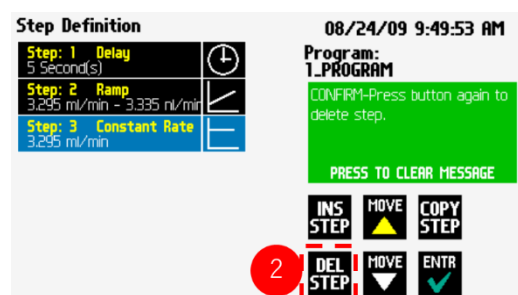 Step Definition
08/24/09 9:49:53 AM
Step: 1 Delay
5 Second(s)
Step: 2 Ramp
3.295 ml/min - 3.335 nl/min
Step: 3 Constant Rate
3.295 ml/min
Program:
1_PROGRAM
CONFIRM-Press button again to
delete step.
PRESS TO CLEAR MESSAGE
INS
STEP
MOVE
COPY
STEP
2
DEL
STEP
MOVE
ENTR